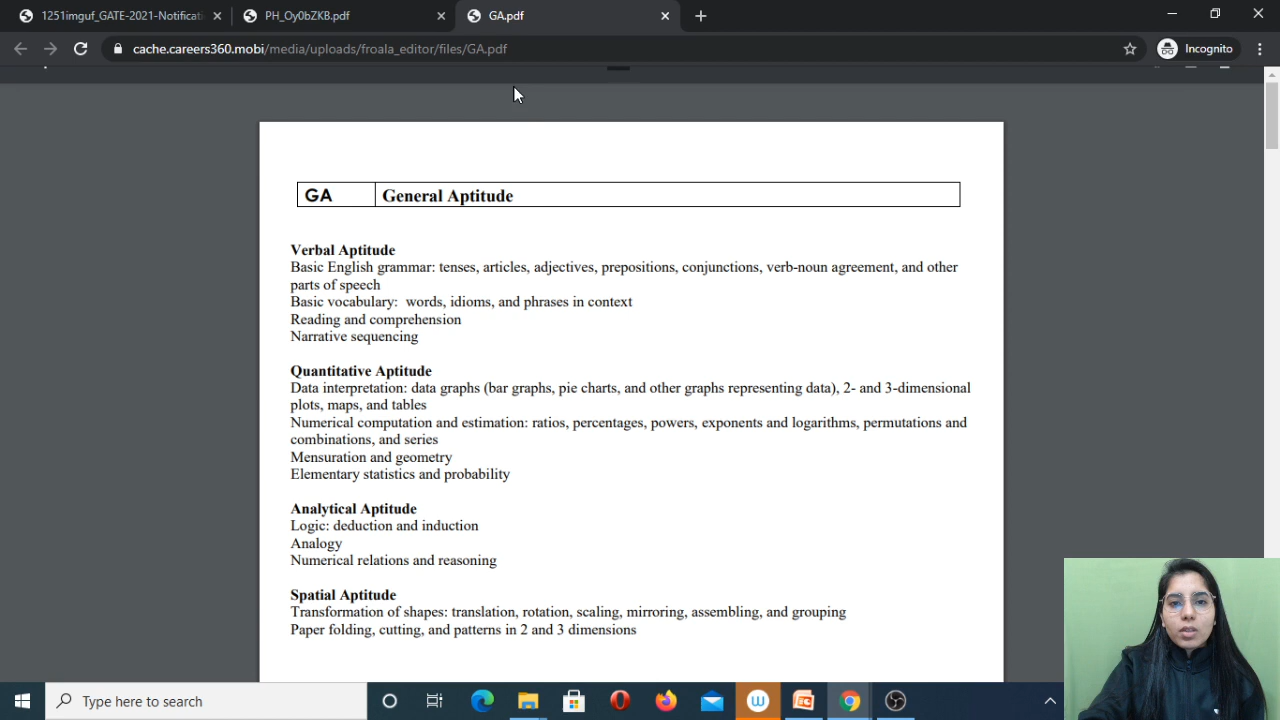 1251imguf_GATE-2021-Notificati
PH_Oy0bZKB.pdf
GA.pdf
cache.careers360.mobi/media/uploads/froala_editor/files/GA.pdf
Incognito
GA General Aptitude
Verbal Aptitude
Basic English grammar: tenses, articles, adjectives, prepositions, conjunctions, verb-noun agreement, and other
parts of speech
Basic vocabulary: words, idioms, and phrases in context
Reading and comprehension
Narrative sequencing
Quantitative Aptitude
Data interpretation: data graphs (bar graphs, pie charts, and other graphs representing data), 2- and 3-dimensional
plots, maps, and tables
Numerical computation and estimation: ratios, percentages, powers, exponents and logarithms, permutations and
combinations, and series
Mensuration and geometry
Elementary statistics and probability
Analytical Aptitude
Logic: deduction and induction
Analogy
Numerical relations and reasoning
Spatial Aptitude
Transformation of shapes: translation, rotation, scaling, mirroring, assembling, and grouping
Paper folding, cutting, and patterns in 2 and 3 dimensions
Type here to search